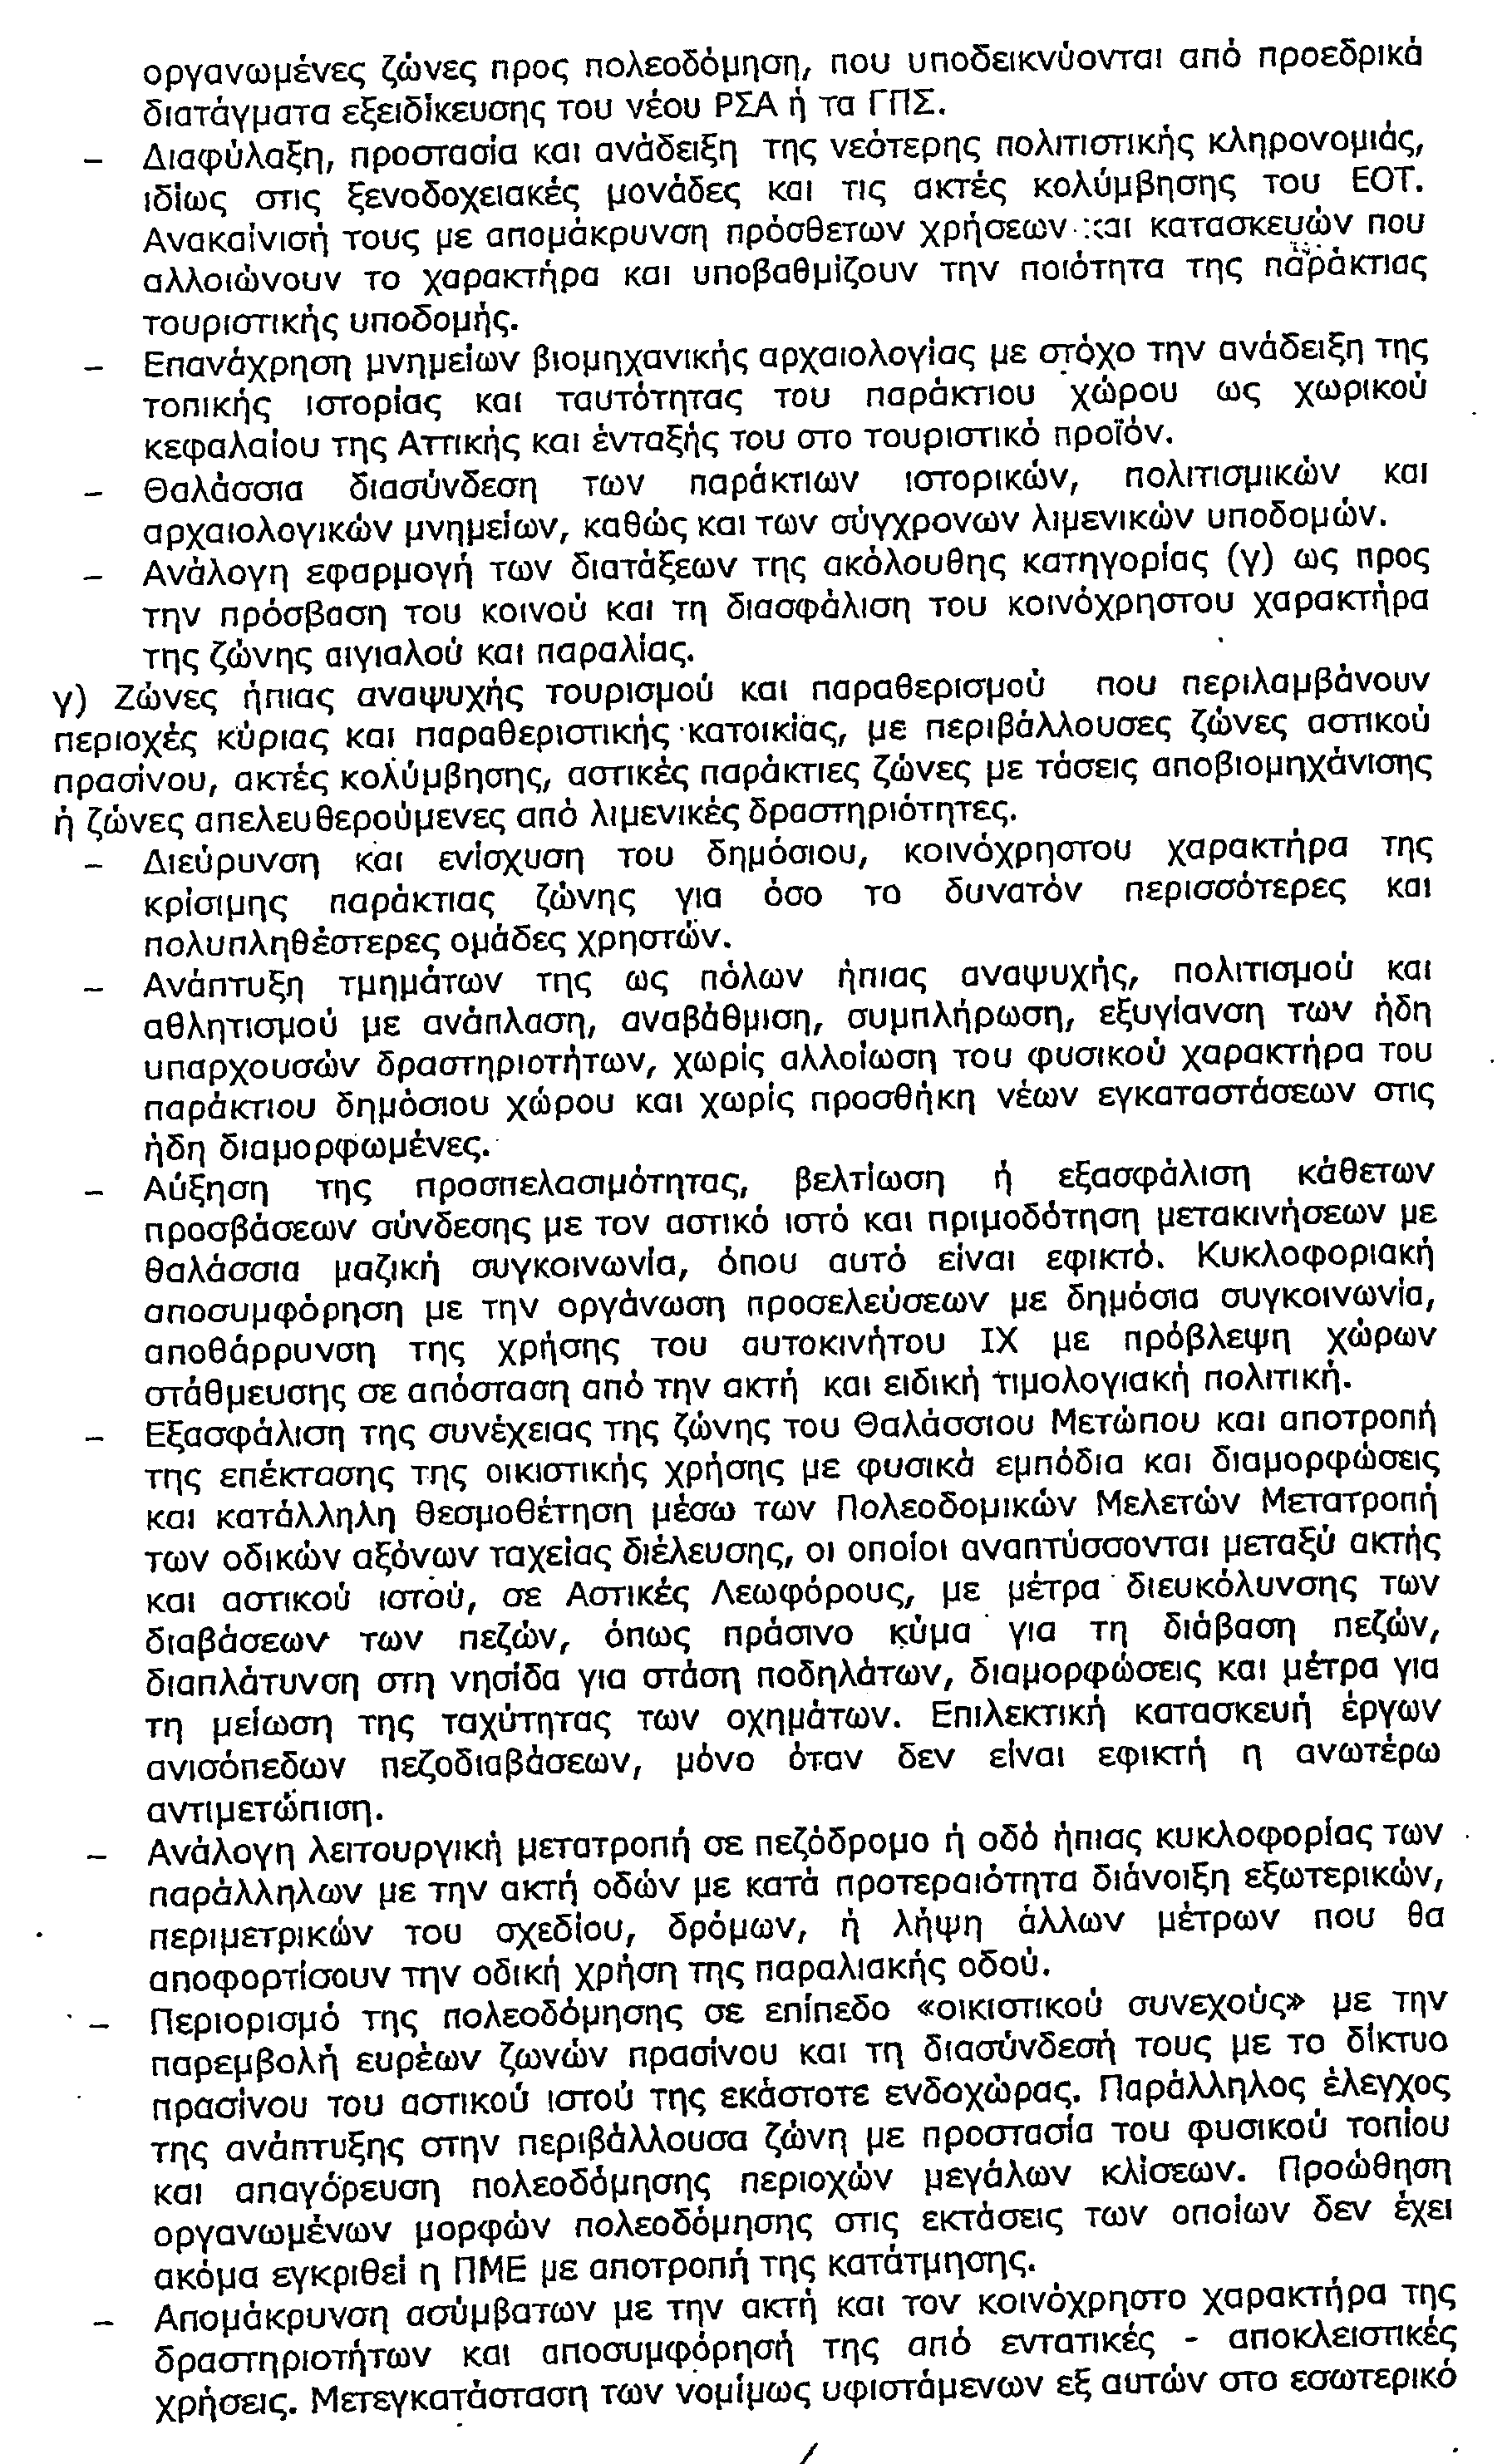 οργανωμένες ζώνες προς πολεοδόμηση, που υποδεικνύονται από προεδρικά
διατάγματα εξειδίκευσης του νέου ΡΣΑ ή τα ΓΠΣ.
- Διαφύλαξη, προστασία και ανάδειξη της νεότερης πολιτιστικής κληρονομιάς,
ιδίως στις ξενοδοχειακές μονάδες και τις ακτές κολύμβησης του ΕΟΤ.
Ανακαίνισή τους με απομάκρυνση πρόσθετων χρήσεων και κατασκευών που
αλλοιώνουν το χαρακτήρα και υποβαθμίζουν την ποιότητα της παράκτιας
τουριστικής υποδομής.
- Επανάχρηση μνημείων βιομηχανικής αρχαιολογίας με στόχο την ανάδειξη της
τοπικής ιστορίας και ταυτότητας του παράκτιου χώρου ως χωρικού
κεφαλαίου της Αττικής και ένταξής του στο τουριστικό προϊόν.
- Θαλάσσια διασύνδεση των παράκτιων ιστορικών, πολιτισμικών και
αρχαιολογικών μνημείων, καθώς και των σύγχρονων λιμενικών υποδομών.
- Ανάλογη εφαρμογή των διατάξεων της ακόλουθης κατηγορίας (γ) ως προς
την πρόσβαση του κοινού και τη διασφάλιση του κοινόχρηστου χαρακτήρα
της ζώνης αιγιαλού και παραλίας.
γ) Ζώνες ήπιας αναψυχής τουρισμού και παραθερισμού που περιλαμβάνουν
περιοχές κύριας και παραθεριστικής κατοικίας, με περιβάλλουσες ζώνες αστικού
πρασίνου, ακτές κολύμβησης, αστικές παράκτιες ζώνες με τάσεις αποβιομηχάνισης
ή ζώνες απελευθερούμενες από λιμενικές δραστηριότητες.
- Διεύρυνση και ενίσχυση του δημόσιου, κοινόχρηστου χαρακτήρα της
κρίσιμης παράκτιας ζώνης για όσο το δυνατόν περισσότερες και
πολυπληθέστερες ομάδες χρηστών.
- Ανάπτυξη τμημάτων της ως πόλων ήπιας αναψυχής, πολιτισμού και
αθλητισμού με ανάπλαση, αναβάθμιση, συμπλήρωση, εξυγίανση των ήδη
υπαρχουσών δραστηριοτήτων, χωρίς αλλοίωση του φυσικού χαρακτήρα του
παράκτιου δημόσιου χώρου και χωρίς προσθήκη νέων εγκαταστάσεων στις
ήδη διαμορφωμένες.
- Αύξηση της προσπελασιμότητας, βελτίωση ή εξασφάλιση κάθετων
προσβάσεων σύνδεσης με τον αστικό ιστό και πριμοδότηση μετακινήσεων με
θαλάσσια μαζική συγκοινωνία, όπου αυτό είναι εφικτό. Κυκλοφοριακή
αποσυμφόρηση με την οργάνωση προσελεύσεων με δημόσια συγκοινωνία,
αποθάρρυνση της χρήσης του αυτοκινήτου ΙΧ με πρόβλεψη χώρων
στάθμευσης σε απόσταση από την ακτή και ειδική τιμολογιακή πολιτική.
- Εξασφάλιση της συνέχειας της ζώνης του Θαλάσσιου Μετώπου και αποτροπή
της επέκτασης της οικιστικής χρήσης με φυσικά εμπόδια και διαμορφώσεις
και κατάλληλη θεσμοθέτηση μέσω των Πολεοδομικών Μελετών Μετατροπή
των οδικών αξόνων ταχείας διέλευσης, οι οποίοι αναπτύσσονται μεταξύ ακτής
και αστικού ιστού, σε Αστικές Λεωφόρους, με μέτρα διευκόλυνσης των
διαβάσεων των πεζών, όπως πράσινο κύμα για τη διάβαση πεζών,
διαπλάτυνση στη νησίδα για στάση ποδηλάτων, διαμορφώσεις και μέτρα για
τη μείωση της ταχύτητας των οχημάτων. Επιλεκτική κατασκευή έργων
ανισόπεδων πεζοδιαβάσεων, μόνο όταν δεν είναι εφικτή η ανωτέρω
αντιμετώπιση.
- Ανάλογη λειτουργική μετατροπή σε πεζόδρομο ή οδό ήπιας κυκλοφορίας των
παράλληλων με την ακτή οδών με κατά προτεραιότητα διάνοιξη εξωτερικών,
περιμετρικών του σχεδίου, δρόμων, ή λήψη άλλων μέτρων που θα
αποφορτίσουν την οδική χρήση της παραλιακής οδού.
- Περιορισμό της πολεοδόμησης σε επίπεδο «οικιστικού συνεχούς» με την
παρεμβολή ευρέων ζωνών πρασίνου και τη διασύνδεσή τους με το δίκτυο
πρασίνου του αστικού ιστού της εκάστοτε ενδοχώρας. Παράλληλος έλεγχος
της ανάπτυξης στην περιβάλλουσα ζώνη με προστασία του φυσικού τοπίου
και απαγόρευση πολεοδόμησης περιοχών μεγάλων κλίσεων. Προώθηση
οργανωμένων μορφών πολεοδόμησης στις εκτάσεις των οποίων δεν έχει
ακόμα εγκριθεί η ΠΜΕ με αποτροπή της κατάτμησης.
- Απομάκρυνση ασύμβατων με την ακτή και τον κοινόχρηστο χαρακτήρα της
δραστηριοτήτων και αποσυμφόρησή της από εντατικές - αποκλειστικές
χρήσεις. Μετεγκατάσταση των νομίμως υφιστάμενων εξ αυτών στο εσωτερικό